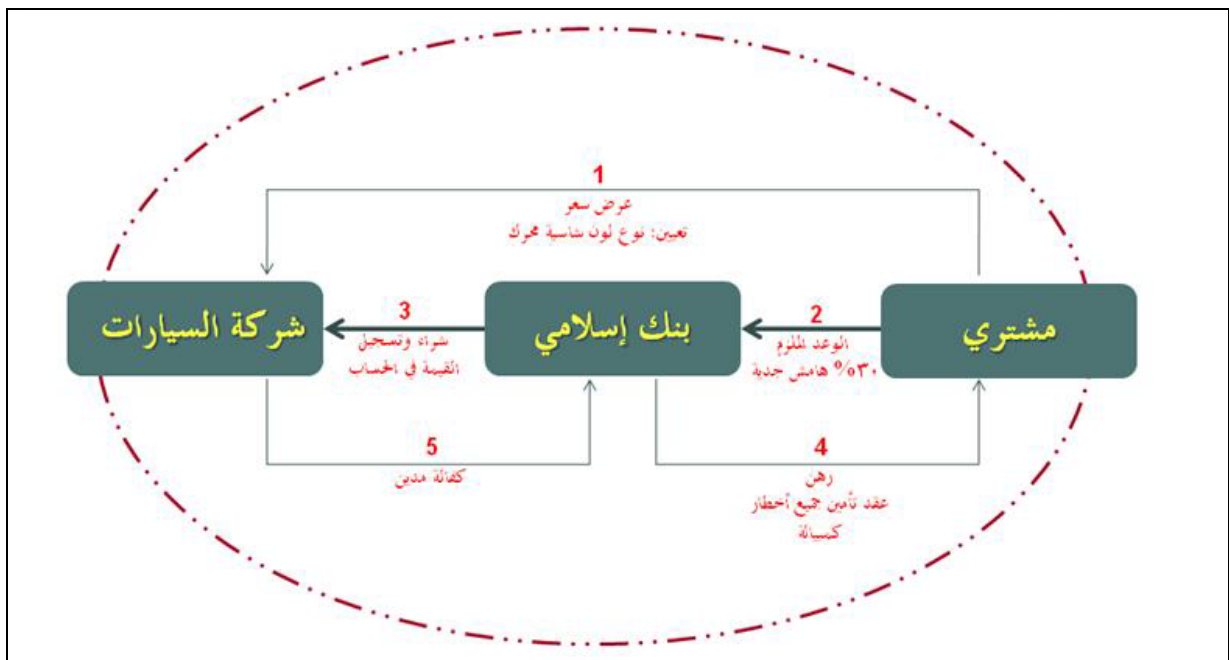 1
عرض سعر
تعيين: نوع لون شاسية محرك
مشتري
2
الوعد الملزم
٣٠% هامش جدية
بنك إسلامي
3
شراء وتسجيل
القيمة في الحساب
شركة السيارات
4
رهن
عقد تأمين جميع أخطار
كمبيالة
5
كفالة مدين